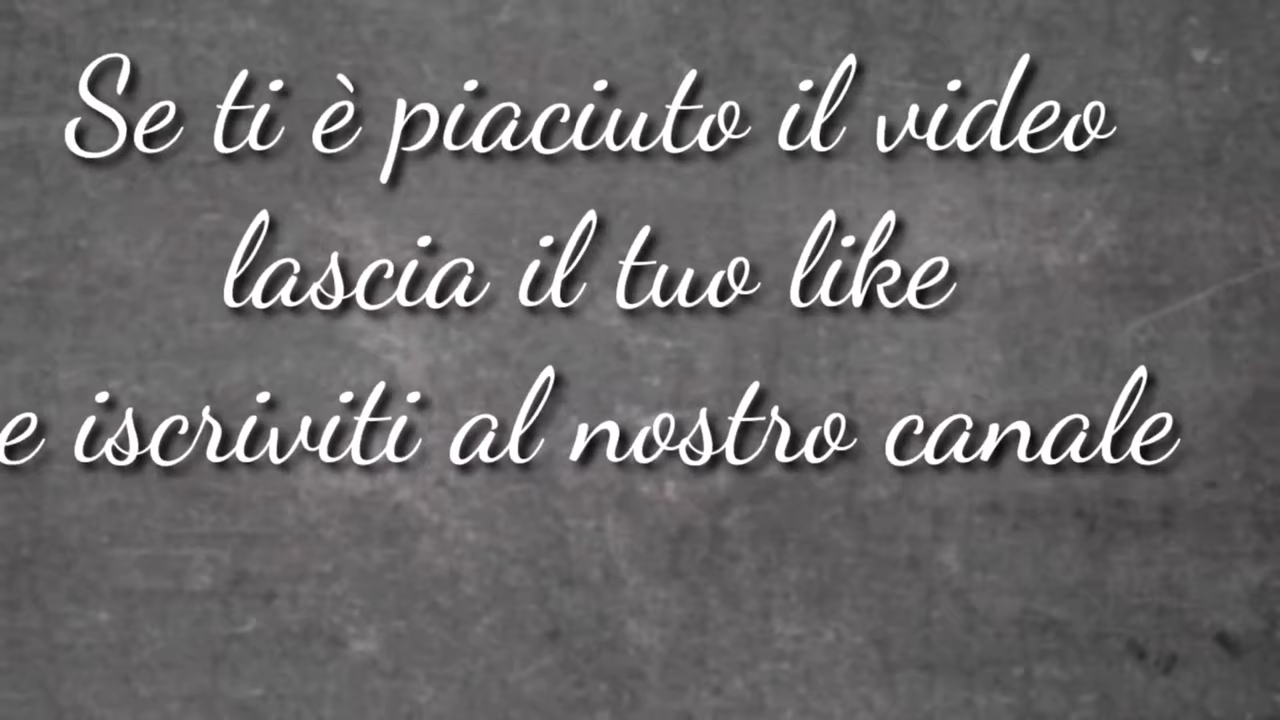 Se ti è piaciuto il video
lascia il tuo like
e iscriviti al nostro canale